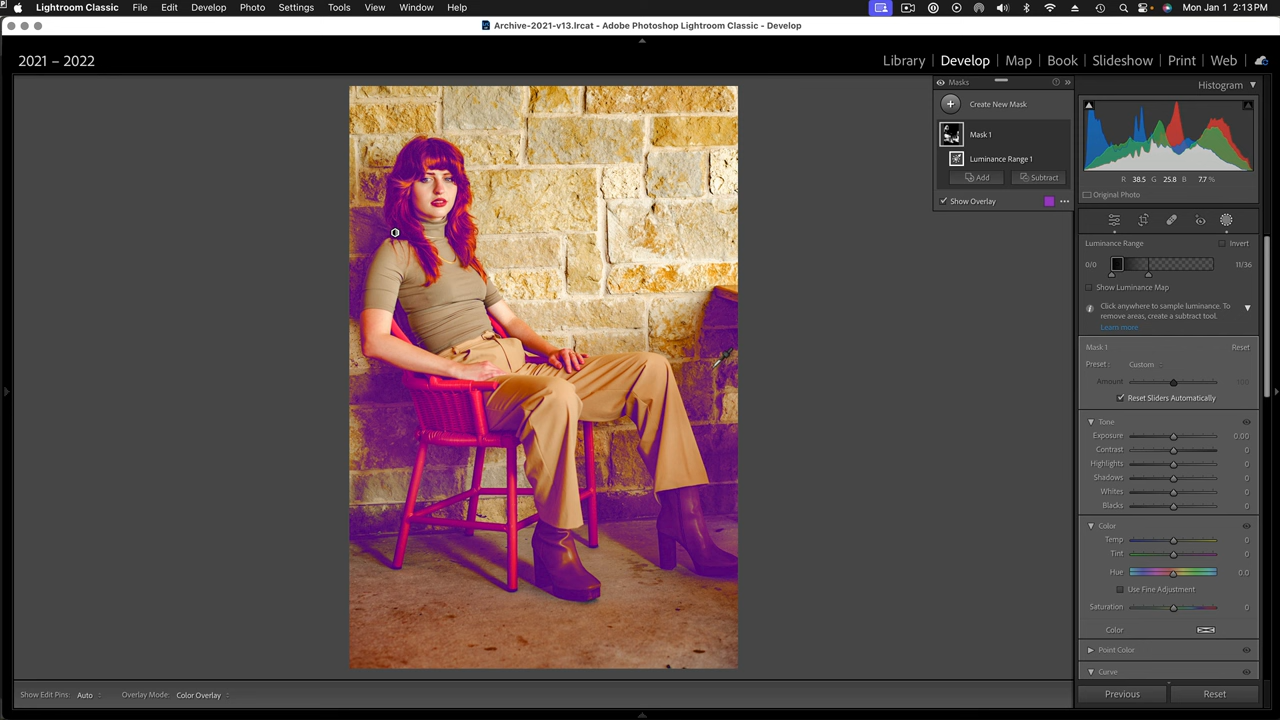 Lightroom Classic File Edit Develop Photo Settings Tools View Window Help Mon Jan 1 2:13 PM
Archive-2021-v13.lrcat - Adobe Photoshop Lightroom Classic - Develop
2021 – 2022
Library | Develop | Map | Book | Slideshow | Print | Web
Masks
Histogram
Create New Mask
Mask 1
Luminance Range 1
Add Subtract
Show Overlay
R 38.5 G 25.8 B 7.7 %
Original Photo
Luminance Range Invert
0/0 11/36
Show Luminance Map
Click anywhere to sample luminance. To
remove areas, create a subtract tool.
Learn more
Mask 1 Reset
Preset : Custom
Amount 100
Reset Sliders Automatically
Tone
Exposure 0.00
Contrast 0
Highlights 0
Shadows 0
Whites 0
Blacks 0
Color
Temp 0
Tint 0
Hue 0.0
Use Fine Adjustment
Saturation 0
Color
Point Color
Curve
Show Edit Pins: Auto Overlay Mode: Color Overlay
Previous Reset